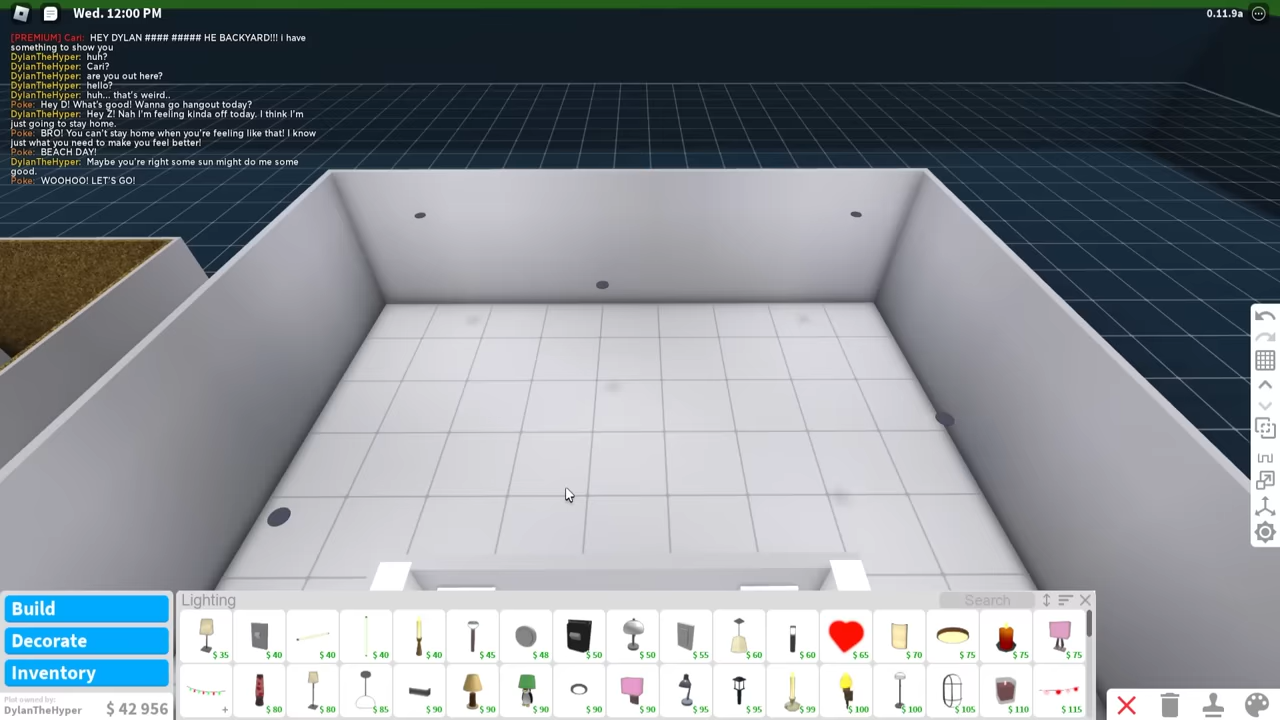 Wed. 12:00 PM
0.11.9a
[PREMIUM] Cari: HEY DYLAN #### ##### HE BACKYARD!!! i have
something to show you
DylanTheHyper: huh?
DylanTheHyper: Cari?
DylanTheHyper: are you out here?
DylanTheHyper: hello?
DylanTheHyper: huh... that's weird..
Poke: Hey D! What's good! Wanna go hangout today?
DylanTheHyper: Hey Z! Nah I'm feeling kinda off today. I think I'm
just going to stay home.
Poke: BRO! You can't stay home when you're feeling like that! I know
just what you need to make you feel better!
Poke: BEACH DAY!
DylanTheHyper: Maybe you're right some sun might do me some
good.
Poke: WOOHOO! LET'S GO!
Build
Decorate
Inventory
Plot owned by:
DylanTheHyper
$ 42 956
Lighting
Search
$ 35 $ 40 $ 40 $ 40 $ 40 $ 45 $ 48 $ 50 $ 50 $ 55 $ 60 $ 60 $ 65 $ 70 $ 75 $ 75 $ 75
+ $ 80 $ 80 $ 85 $ 90 $ 90 $ 90 $ 90 $ 90 $ 95 $ 95 $ 99 $ 100 $ 100 $ 105 $ 110 $ 115